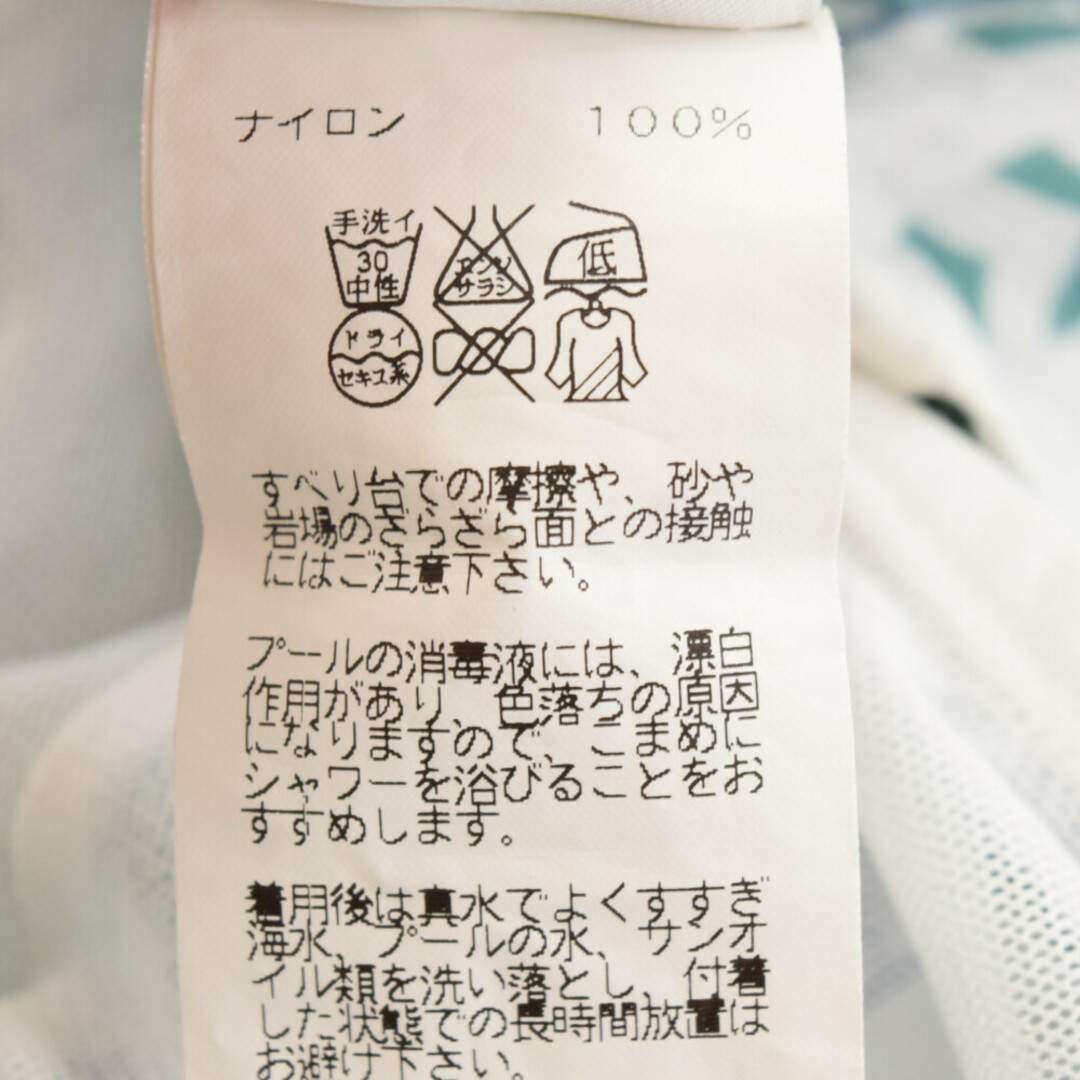 ナイロン 100%
手洗イ
30
中性
エンソ
サラシ
低
ドライ
セキユ系
すべり台での摩擦や、砂や
岩場のざらざら面との接触
にはご注意下さい。
プールの消毒液には、漂白
作用があり、色落ちの原因
になりますので、こまめに
シャワーを浴びることをお
すすめします。
着用後は真水でよくすすぎ
海水、プールの水、サンオ
イル類を洗い落とし、付着
した状態での長時間放置は
お避け下さい。